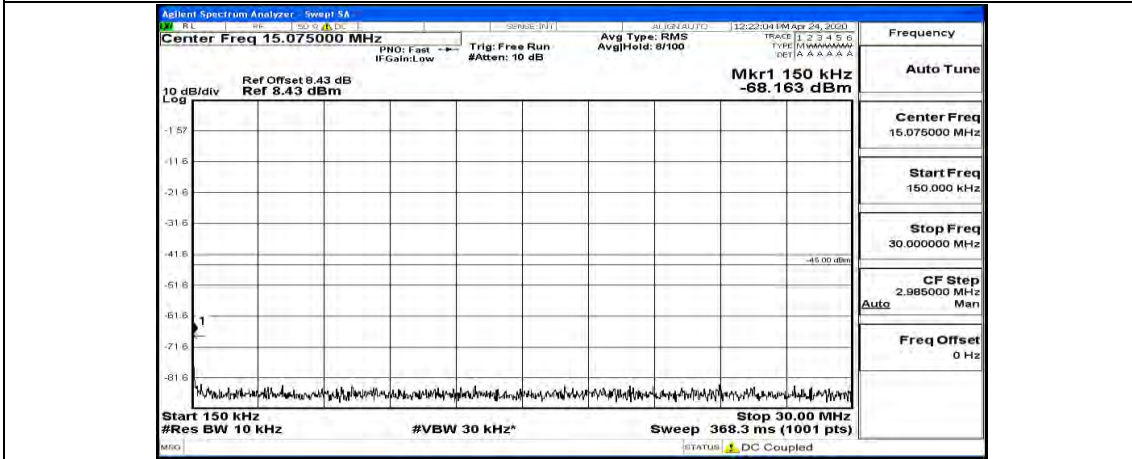 Agilent Spectrum Analyzer - Swept SA
RL RF 50 Ω DC SENSE:INT ALIGN AUTO 12:22:04 PM Apr 24, 2020
Center Freq 15.075000 MHz
PNO: Fast
IFGain:Low
Trig: Free Run
#Atten: 10 dB
Avg Type: RMS
Avg|Hold: 8/100
TRACE 1 2 3 4 5 6
TYPE M WWWWW
DET A A A A A A
Ref Offset 8.43 dB
10 dB/div Ref 8.43 dBm
Log
Mkr1 150 kHz
-68.163 dBm
-1.57
-11.6
-21.6
-31.6
-41.6
-45.00 dBm
-51.6
-61.6
1
-71.6
-81.6
Start 150 kHz
Stop 30.00 MHz
#Res BW 10 kHz
#VBW 30 kHz*
Sweep 368.3 ms (1001 pts)
MSG
STATUS DC Coupled
Frequency
Auto Tune
Center Freq
15.075000 MHz
Start Freq
150.000 kHz
Stop Freq
30.000000 MHz
CF Step
2.985000 MHz
Auto Man
Freq Offset
0 Hz